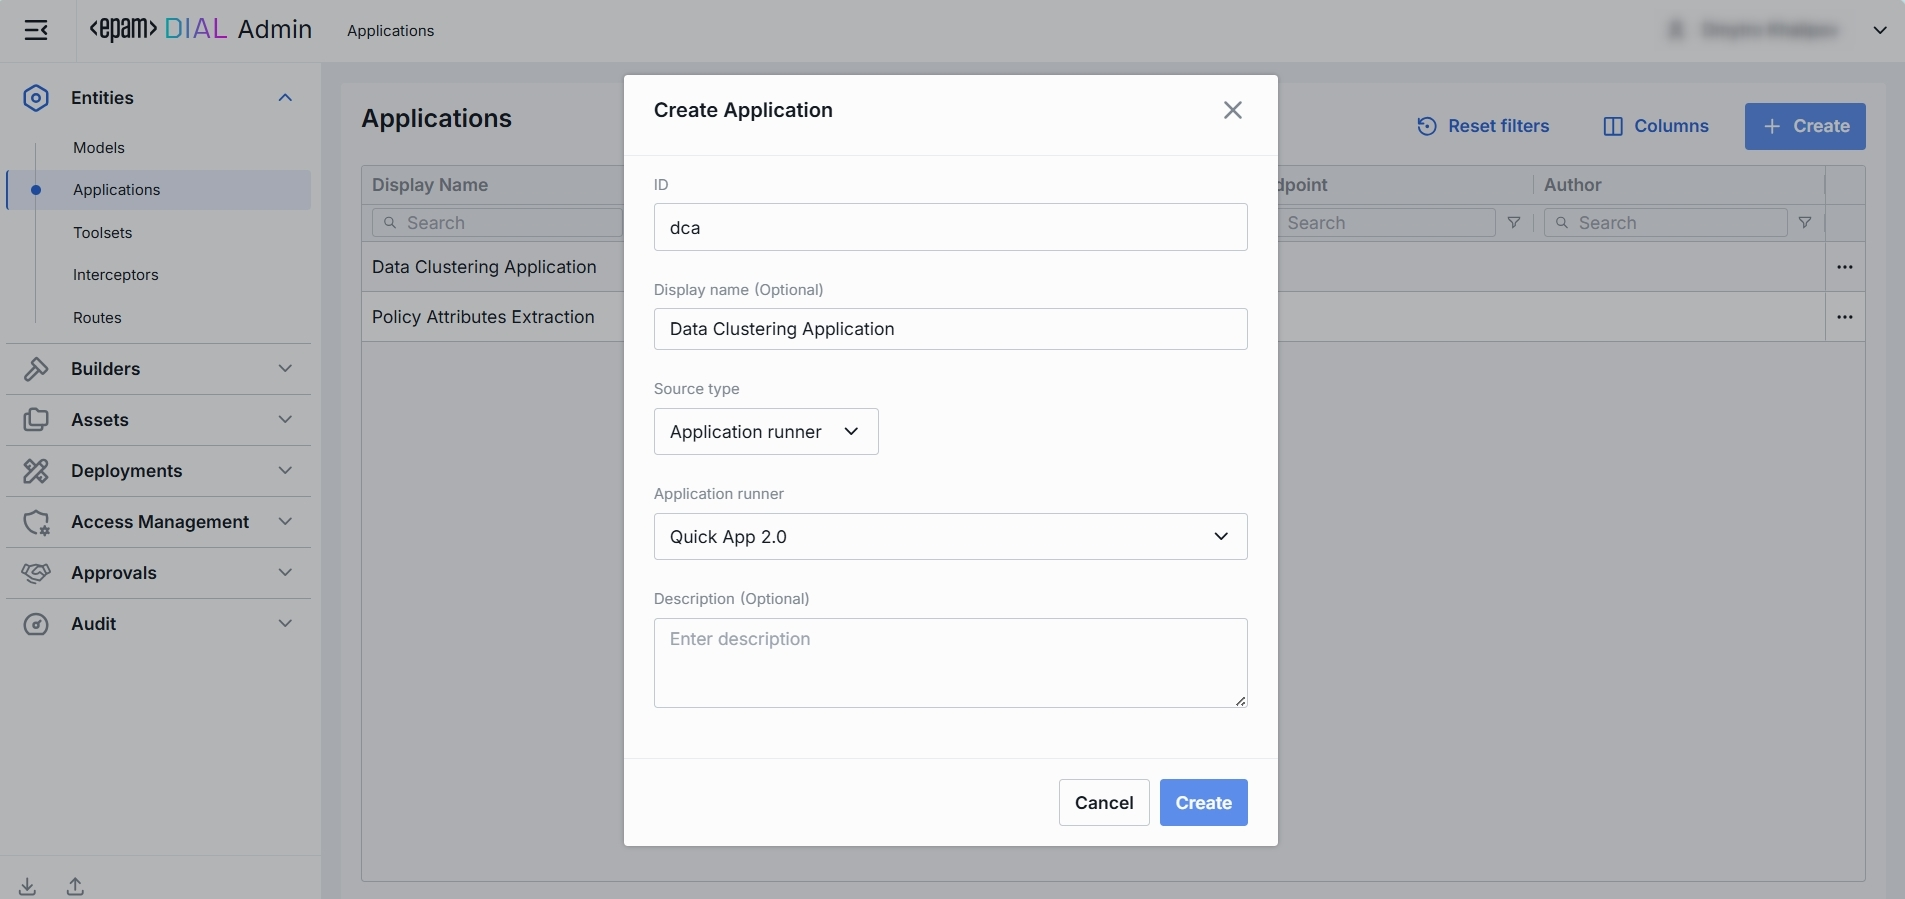 <epam> DIAL Admin
Applications
Entities
Models
Applications
Toolsets
Interceptors
Routes
Builders
Assets
Deployments
Access Management
Approvals
Audit
Applications
Reset filters
Columns
Create
Display Name
dpoint
Author
Search
Search
Search
Data Clustering Application
Policy Attributes Extraction
Create Application
ID
dca
Display name (Optional)
Data Clustering Application
Source type
Application runner
Application runner
Quick App 2.0
Description (Optional)
Enter description
Cancel
Create